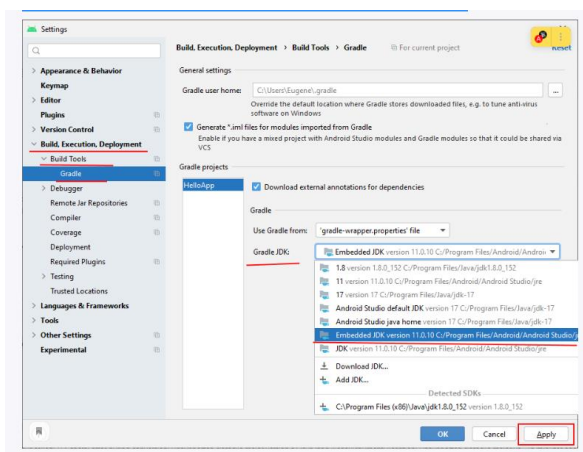 Settings
Build, Execution, Deployment > Build Tools > Gradle
For current project
Reset
Appearance & Behavior
Keymap
Editor
Plugins
Version Control
Build, Execution, Deployment
Build Tools
Gradle
Debugger
Remote Jar Repositories
Compiler
Coverage
Deployment
Required Plugins
Testing
Trusted Locations
Languages & Frameworks
Tools
Other Settings
Experimental
General settings
Gradle user home: C:\Users\Eugene\.gradle ...
Override the default location where Gradle stores downloaded files, e.g. to tune anti-virus
software on Windows
Generate *.iml files for modules imported from Gradle
Enable if you have a mixed project with Android Studio modules and Gradle modules so that it could be shared via
VCS
Gradle projects
HelloApp
Download external annotations for dependencies
Gradle
Use Gradle from: 'gradle-wrapper.properties' file
Gradle JDK: Embedded JDK version 11.0.10 C:/Program Files/Android/Androi
1.8 version 1.8.0_152 C:/Program Files/Java/jdk1.8.0_152
11 version 11.0.10 C:/Program Files/Android/Android Studio/jre
17 version 17 C:/Program Files/Java/jdk-17
Android Studio default JDK version 17 C:/Program Files/Java/jdk-17
Android Studio java home version 17 C:/Program Files/Java/jdk-17
Embedded JDK version 11.0.10 C:/Program Files/Android/Android Studio/j
JDK version 11.0.10 C:/Program Files/Android/Android Studio/jre
Download JDK...
Add JDK...
Detected SDKs
C:\Program Files (x86)\Java\jdk1.8.0_152 version 1.8.0_152
OK
Cancel
Apply